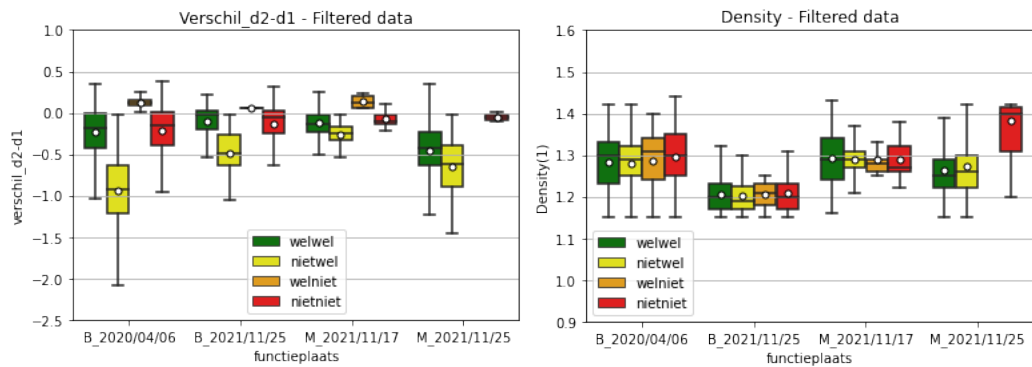 Verschil_d2-d1 - Filtered data
1.0
0.5
0.0
−0.5
−1.0
−1.5
−2.0
−2.5
verschil_d2-d1
welwel
nietwel
welniet
nietniet
B_2020/04/06
B_2021/11/25
M_2021/11/17
M_2021/11/25
functieplaats
Density - Filtered data
1.6
1.5
1.4
1.3
1.2
1.1
1.0
0.9
Density(1)
welwel
nietwel
welniet
nietniet
B_2020/04/06
B_2021/11/25
M_2021/11/17
M_2021/11/25
functieplaats